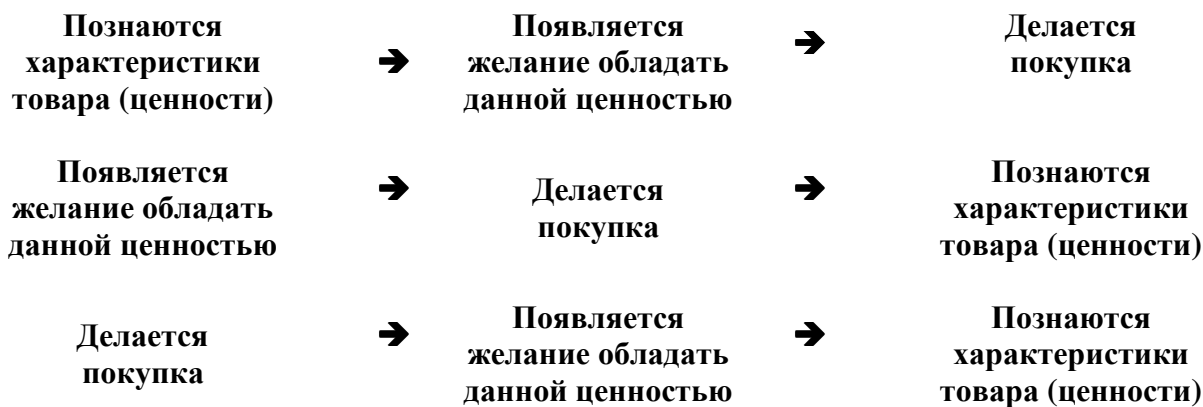 Познаются
характеристики
товара (ценности)
➔
Появляется
желание обладать
данной ценностью
➔
Делается
покупка
Появляется
желание обладать
данной ценностью
➔
Делается
покупка
➔
Познаются
характеристики
товара (ценности)
Делается
покупка
➔
Появляется
желание обладать
данной ценностью
➔
Познаются
характеристики
товара (ценности)